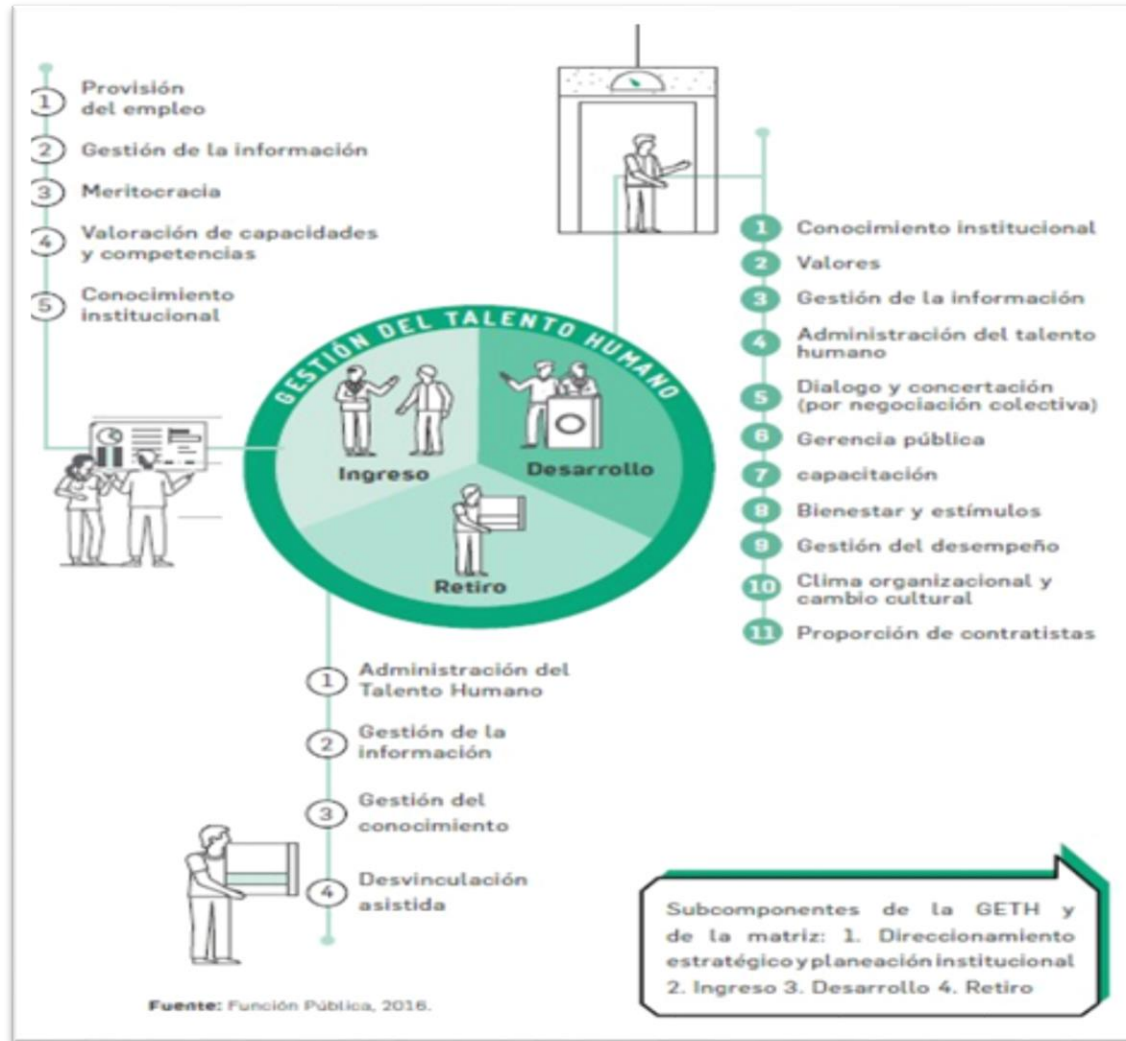 1 Provisión
del empleo
2 Gestión de la información
3 Meritocracia
4 Valoración de capacidades
y competencias
5 Conocimiento
institucional
GESTIÓN DEL TALENTO HUMANO
Ingreso
Desarrollo
Retiro
1 Conocimiento institucional
2 Valores
3 Gestión de la información
4 Administración del talento
humano
5 Dialogo y concertación
(por negociación colectiva)
6 Gerencia pública
7 capacitación
8 Bienestar y estímulos
9 Gestión del desempeño
10 Clima organizacional y
cambio cultural
11 Proporción de contratistas
1 Administración del
Talento Humano
2 Gestión de la
información
3 Gestión del
conocimiento
4 Desvinculación
asistida
Subcomponentes de la GETH y
de la matriz: 1. Direccionamiento
estratégico y planeación institucional
2. Ingreso 3. Desarrollo 4. Retiro
Fuente: Función Pública, 2016.